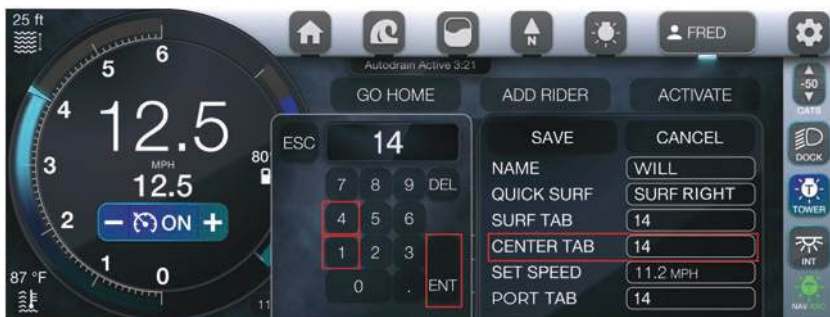 25 ft
N
FRED
Autodrain Active 3:21
6
5
4
3
2
1
0
12.5
MPH
12.5
ON
80°
87 °F
11
GO HOME
ADD RIDER
ACTIVATE
ESC
14
7 8 9 DEL
4 5 6
1 2 3
0 . ENT
SAVE
CANCEL
NAME WILL
QUICK SURF SURF RIGHT
SURF TAB 14
CENTER TAB 14
SET SPEED 11.2 MPH
PORT TAB 14
-50
CATS
DOCK
T
TOWER
INT
NAV ANC